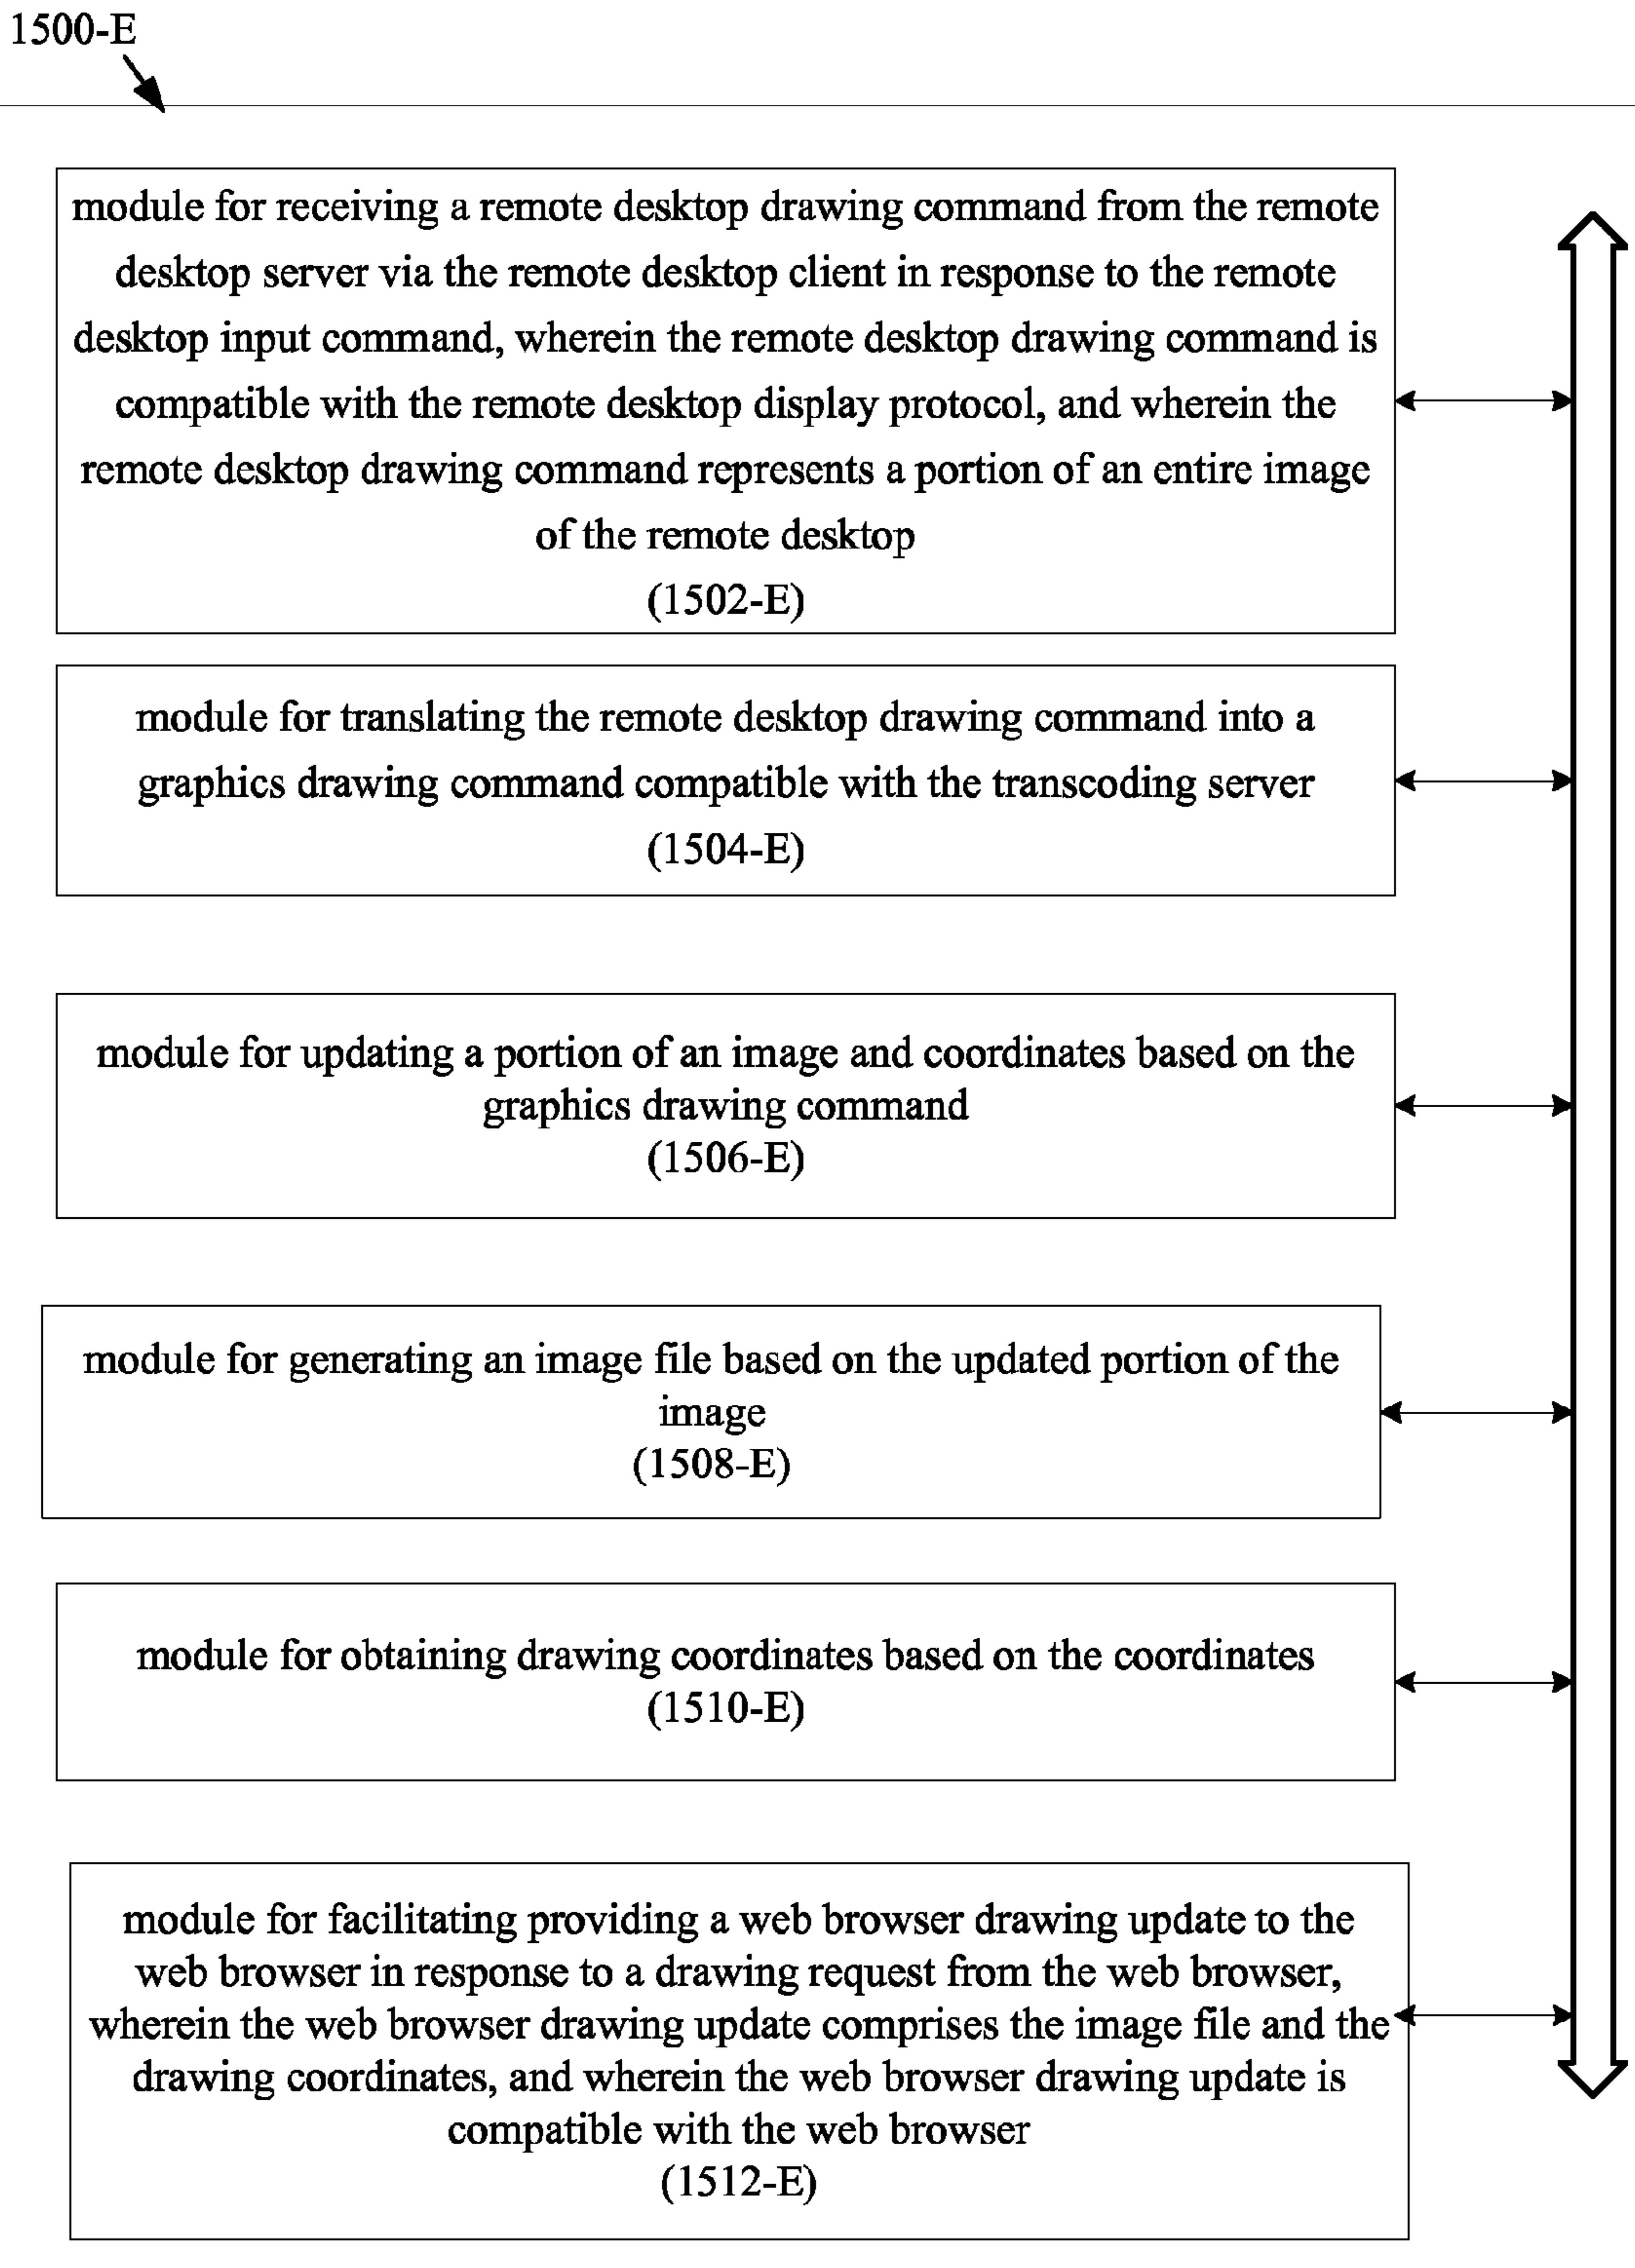 1500-E
module for receiving a remote desktop drawing command from the remote
desktop server via the remote desktop client in response to the remote
desktop input command, wherein the remote desktop drawing command is
compatible with the remote desktop display protocol, and wherein the
remote desktop drawing command represents a portion of an entire image
of the remote desktop
(1502-E)
module for translating the remote desktop drawing command into a
graphics drawing command compatible with the transcoding server
(1504-E)
module for updating a portion of an image and coordinates based on the
graphics drawing command
(1506-E)
module for generating an image file based on the updated portion of the
image
(1508-E)
module for obtaining drawing coordinates based on the coordinates
(1510-E)
module for facilitating providing a web browser drawing update to the
web browser in response to a drawing request from the web browser,
wherein the web browser drawing update comprises the image file and the
drawing coordinates, and wherein the web browser drawing update is
compatible with the web browser
(1512-E)